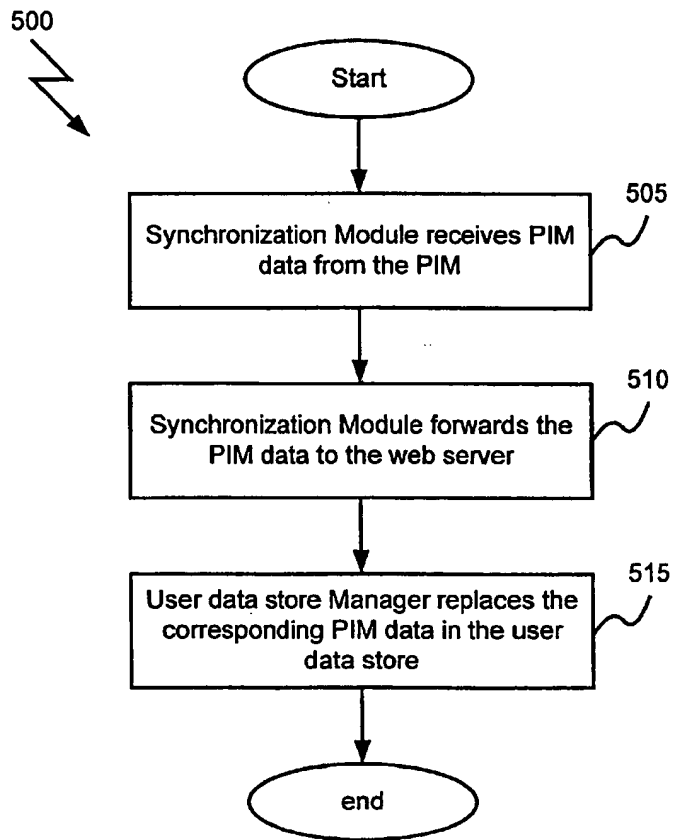 500
Start
505
Synchronization Module receives PIM
data from the PIM
510
Synchronization Module forwards the
PIM data to the web server
515
User data store Manager replaces the
corresponding PIM data in the user
data store
end